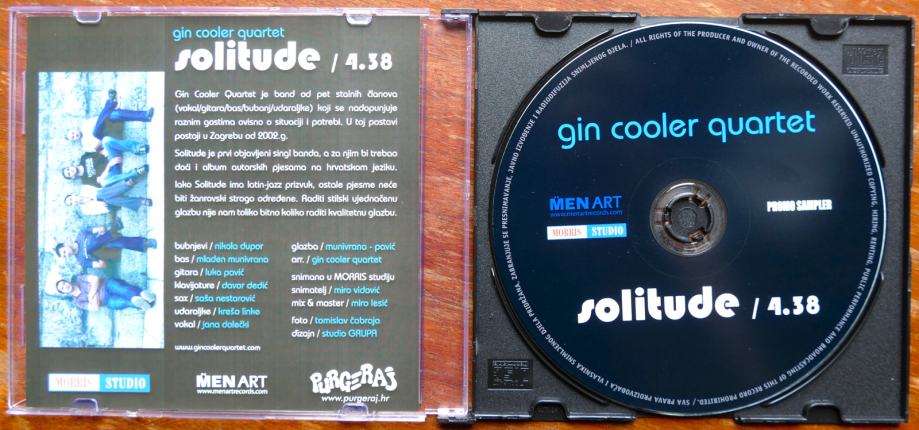 gin cooler quartet
solitude / 4.38
Gin Cooler Quartet je band od pet stalnih članova
(vokal/gitara/bas/bubanj/udaraljke) koji se nadopunjuje
raznim gostima ovisno o situaciji i potrebi. U toj postavi
postoji u Zagrebu od 2002.g.
Solitude je prvi objavljeni singl banda, a za njim bi trebao
doći i album autorskih pjesama na hrvatskom jeziku.
Iako Solitude ima latin-jazz prizvuk, ostale pjesme neće
biti žanrovski strogo određene. Raditi stilski ujednačenu
glazbu nije nam toliko bitno koliko raditi kvalitetnu glazbu.
bubnjevi / nikola dupor
bas / mladen munivrana
gitara / luka pavić
klavijature / davor dedić
sax / saša nestorović
udaraljke / krešo linke
vokal / jana dolečki
www.gincoolerquartet.com
glazba / munivrana - pavić
arr. / gin cooler quartet
snimano u MORRIS studiju
snimatelj / miro vidović
mix & master / miro lesić
foto / tomislav čabraja
dizajn / studio GRUPA
MORRIS STUDIO
MENART
www.menartrecords.com
PURGERAJ
www.purgeraj.hr
gin cooler quartet
MENART
www.menartrecords.com
MORRIS STUDIO
PROMO SAMPLER
solitude / 4.38
/ SVA PRAVA PROIZVOĐAČA I VLASNIKA SNIMLJENOG DJELA PRIDRŽANA. ZABRANJUJE SE PRESNIMAVANJE, JAVNO IZVOĐENJE I RADIODIFUZIJA SNIMLJENOG DJELA. / ALL RIGHTS OF THE PRODUCER AND OWNER OF THE RECORDED WORK RESERVED. UNAUTHORIZED COPYING, HIRING, RENTING, PUBLIC PERFORMANCE AND BROADCASTING OF THIS RECORD PROHIBITED.